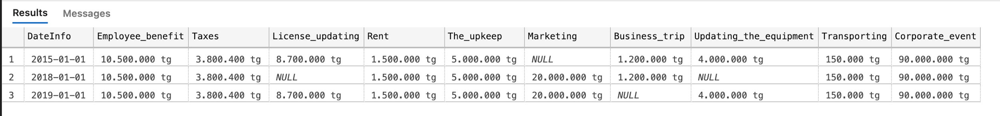 Results Messages
DateInfo Employee_benefit Taxes License_updating Rent The_upkeep Marketing Business_trip Updating_the_equipment Transporting Corporate_event
1 2015-01-01 10.500.000 tg 3.800.400 tg 8.700.000 tg 1.500.000 tg 5.000.000 tg NULL 1.200.000 tg 4.000.000 tg 150.000 tg 90.000.000 tg
2 2018-01-01 10.500.000 tg 3.800.400 tg NULL 1.500.000 tg 5.000.000 tg 20.000.000 tg 1.200.000 tg NULL 150.000 tg 90.000.000 tg
3 2019-01-01 10.500.000 tg 3.800.400 tg 8.700.000 tg 1.500.000 tg 5.000.000 tg 20.000.000 tg NULL 4.000.000 tg 150.000 tg 90.000.000 tg